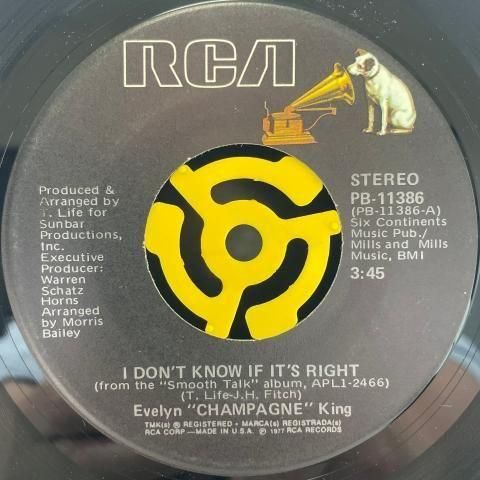 RCA
Produced &
Arranged by
T. Life for
Sunbar
Productions,
Inc.
Executive
Producer:
Warren
Schatz
Horns
Arranged
by Morris
Bailey
STEREO
PB-11386
(PB-11386-A)
Six Continents
Music Pub./
Mills and Mills
Music, BMI
3:45
I DON'T KNOW IF IT'S RIGHT
(from the "Smooth Talk" album, APL1-2466)
(T. Life-J.H. Fitch)
Evelyn "CHAMPAGNE" King
TMK(s) ® REGISTERED • MARCA(s) REGISTRADA(s)
RCA CORP—MADE IN U.S.A. ℗ 1977 RCA RECORDS